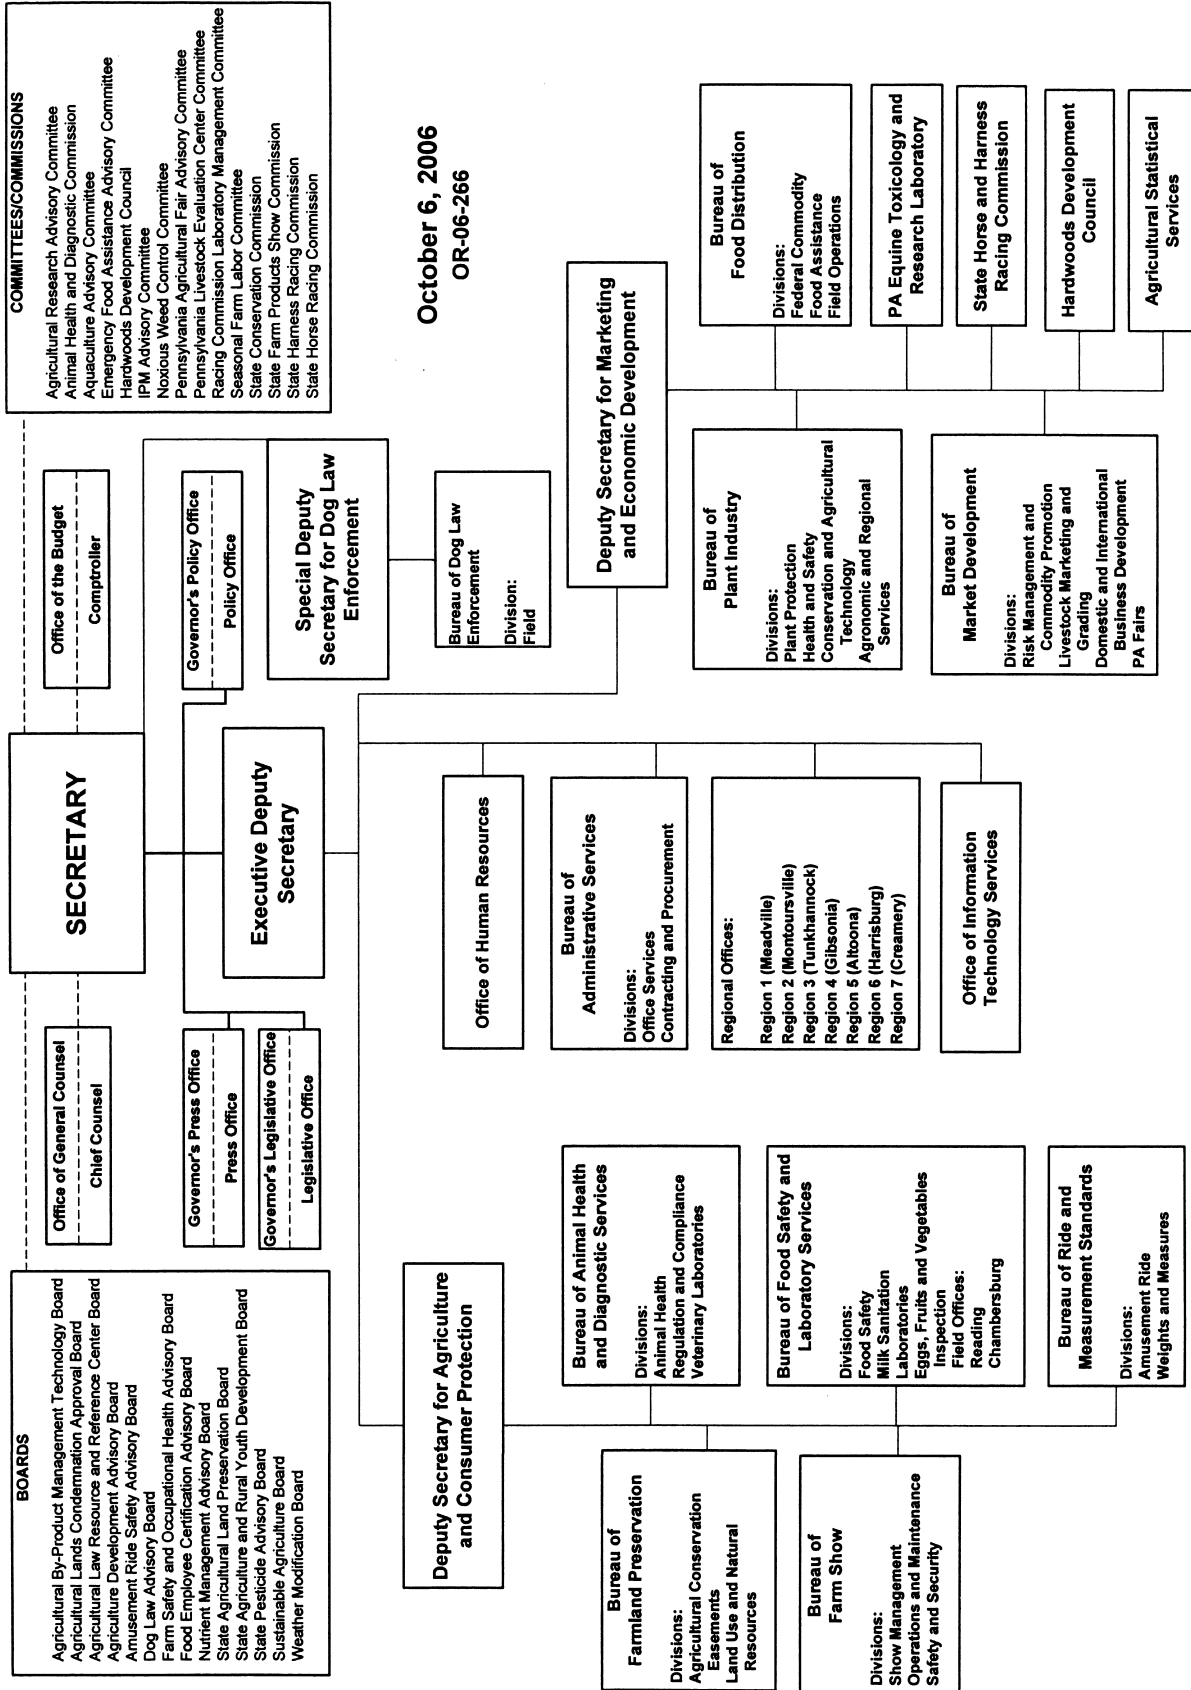 BOARDS
Agricultural By-Product Management Technology Board
Agricultural Lands Condemnation Approval Board
Agricultural Law Resource and Reference Center Board
Agriculture Development Advisory Board
Amusement Ride Safety Advisory Board
Dog Law Advisory Board
Farm Safety and Occupational Health Advisory Board
Food Employee Certification Advisory Board
Nutrient Management Advisory Board
State Agricultural Land Preservation Board
State Agriculture and Rural Youth Development Board
State Pesticide Advisory Board
Sustainable Agriculture Board
Weather Modification Board
Office of General Counsel
Chief Counsel
SECRETARY
Office of the Budget
Comptroller
COMMITTEES/COMMISSIONS
Agricultural Research Advisory Committee
Animal Health and Diagnostic Commission
Aquaculture Advisory Committee
Emergency Food Assistance Advisory Committee
Hardwoods Development Council
IPM Advisory Committee
Noxious Weed Control Committee
Pennsylvania Agricultural Fair Advisory Committee
Pennsylvania Livestock Evaluation Center Committee
Racing Commission Laboratory Management Committee
Seasonal Farm Labor Committee
State Conservation Commission
State Farm Products Show Commission
State Harness Racing Commission
State Horse Racing Commission
Governor's Press Office
Press Office
Governor's Legislative Office
Legislative Office
Executive Deputy
Secretary
Governor's Policy Office
Policy Office
Special Deputy
Secretary for Dog Law
Enforcement
Bureau of Dog Law
Enforcement
Division:
Field
October 6, 2006
OR-06-266
Deputy Secretary for Agriculture
and Consumer Protection
Bureau of
Farmland Preservation
Divisions:
Agricultural Conservation
Easements
Land Use and Natural
Resources
Bureau of
Farm Show
Divisions:
Show Management
Operations and Maintenance
Safety and Security
Bureau of Animal Health
and Diagnostic Services
Divisions:
Animal Health
Regulation and Compliance
Veterinary Laboratories
Bureau of Food Safety and
Laboratory Services
Divisions:
Food Safety
Milk Sanitation
Laboratories
Eggs, Fruits and Vegetables
Inspection
Field Offices:
Reading
Chambersburg
Bureau of Ride and
Measurement Standards
Divisions:
Amusement Ride
Weights and Measures
Office of Human Resources
Bureau of
Administrative Services
Divisions:
Office Services
Contracting and Procurement
Regional Offices:
Region 1 (Meadville)
Region 2 (Montoursville)
Region 3 (Tunkhannock)
Region 4 (Gibsonia)
Region 5 (Altoona)
Region 6 (Harrisburg)
Region 7 (Creamery)
Office of Information
Technology Services
Deputy Secretary for Marketing
and Economic Development
Bureau of
Plant Industry
Divisions:
Plant Protection
Health and Safety
Conservation and Agricultural
Technology
Agronomic and Regional
Services
Bureau of
Market Development
Divisions:
Risk Management and
Commodity Promotion
Livestock Marketing and
Grading
Domestic and International
Business Development
PA Fairs
Bureau of
Food Distribution
Divisions:
Federal Commodity
Food Assistance
Field Operations
PA Equine Toxicology and
Research Laboratory
State Horse and Harness
Racing Commission
Hardwoods Development
Council
Agricultural Statistical
Services